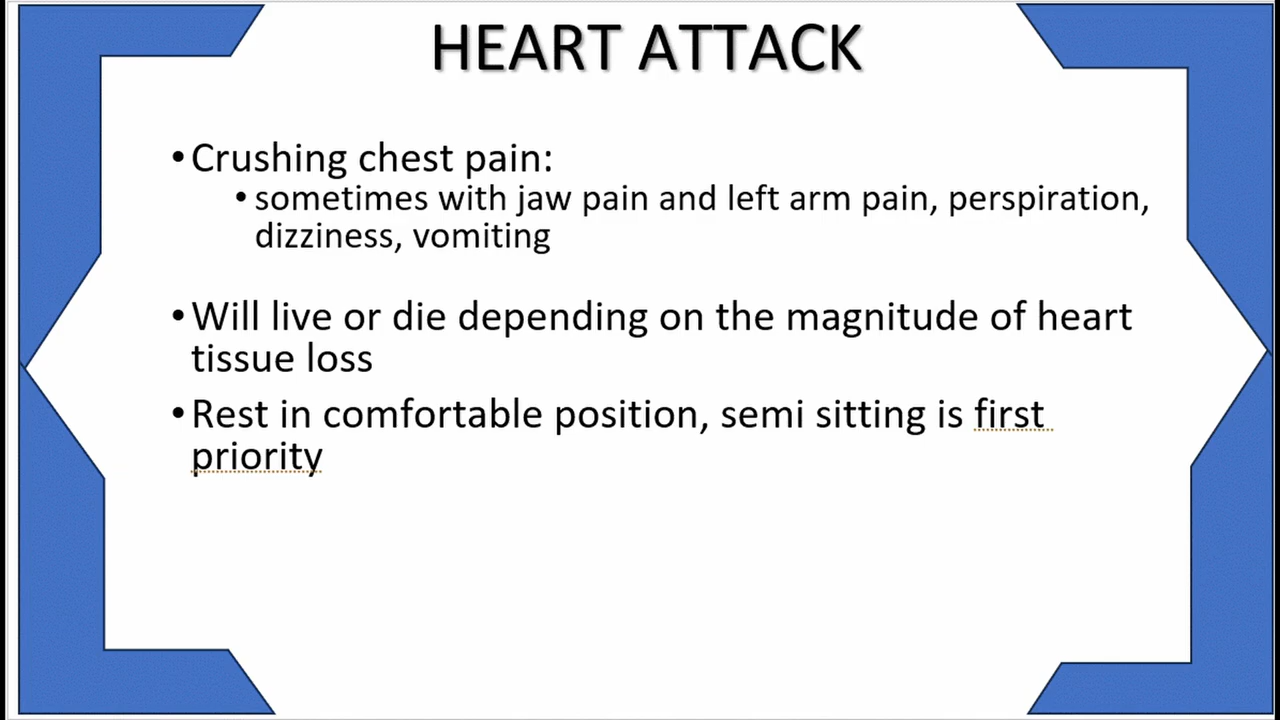 HEART ATTACK
•Crushing chest pain:
•sometimes with jaw pain and left arm pain, perspiration,
dizziness, vomiting
•Will live or die depending on the magnitude of heart
tissue loss
•Rest in comfortable position, semi sitting is first
priority